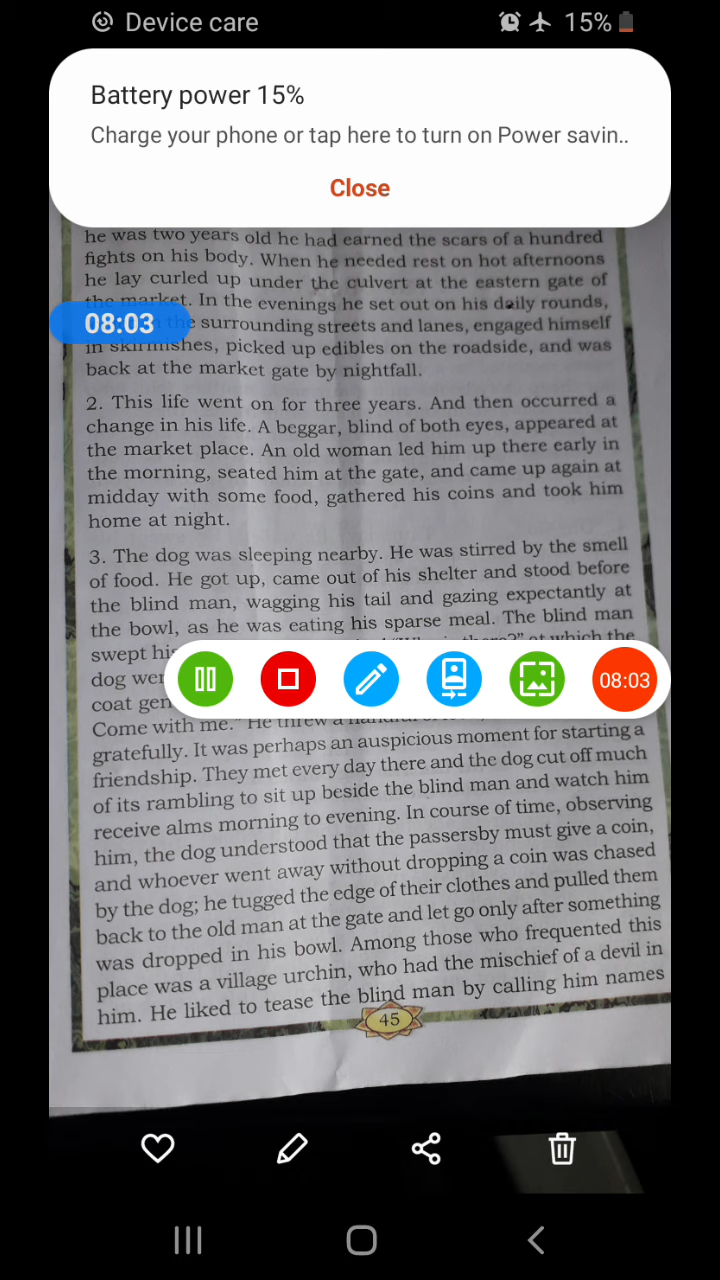 Device care
15%
Battery power 15%
Charge your phone or tap here to turn on Power savin..
Close
he was two years old he had earned the scars of a hundred
fights on his body. When he needed rest on hot afternoons
he lay curled up under the culvert at the eastern gate of
the market. In the evenings he set out on his daily rounds,
08:03
the surrounding streets and lanes, engaged himself
in skirmishes, picked up edibles on the roadside, and was
back at the market gate by nightfall.
2. This life went on for three years. And then occurred a
change in his life. A beggar, blind of both eyes, appeared at
the market place. An old woman led him up there early in
the morning, seated him at the gate, and came up again at
midday with some food, gathered his coins and took him
home at night.
3. The dog was sleeping nearby. He was stirred by the smell
of food. He got up, came out of his shelter and stood before
the blind man, wagging his tail and gazing expectantly at
the bowl, as he was eating his sparse meal. The blind man
swept his
at which the
dog wer
08:03
coat gen
Come with me." He threw a
gratefully. It was perhaps an auspicious moment for starting a
friendship. They met every day there and the dog cut off much
of its rambling to sit up beside the blind man and watch him
receive alms morning to evening. In course of time, observing
him, the dog understood that the passersby must give a coin,
and whoever went away without dropping a coin was chased
by the dog; he tugged the edge of their clothes and pulled them
back to the old man at the gate and let go only after something
was dropped in his bowl. Among those who frequented this
place was a village urchin, who had the mischief of a devil in
him. He liked to tease the blind man by calling him names
45